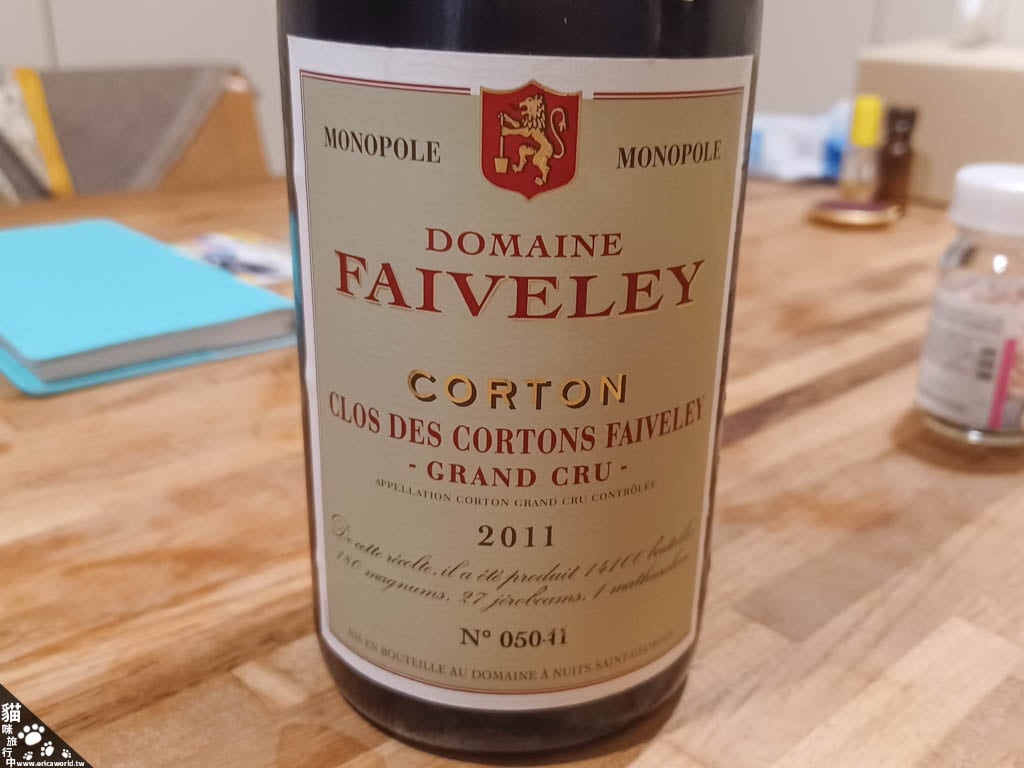 MONOPOLE
MONOPOLE
DOMAINE
FAIVELEY
CORTON
CLOS DES CORTONS FAIVELEY
- GRAND CRU -
APPELLATION CORTON GRAND CRU CONTRÔLÉE
2011
De cette récolte, il a été produit 14100 bouteilles
180 magnums, 27 jéroboams, 1 mathusalem
N° 05041
MIS EN BOUTEILLE AU DOMAINE À NUITS-SAINT-GEORGES
貓咪旅行中
www.ericaworld.tw